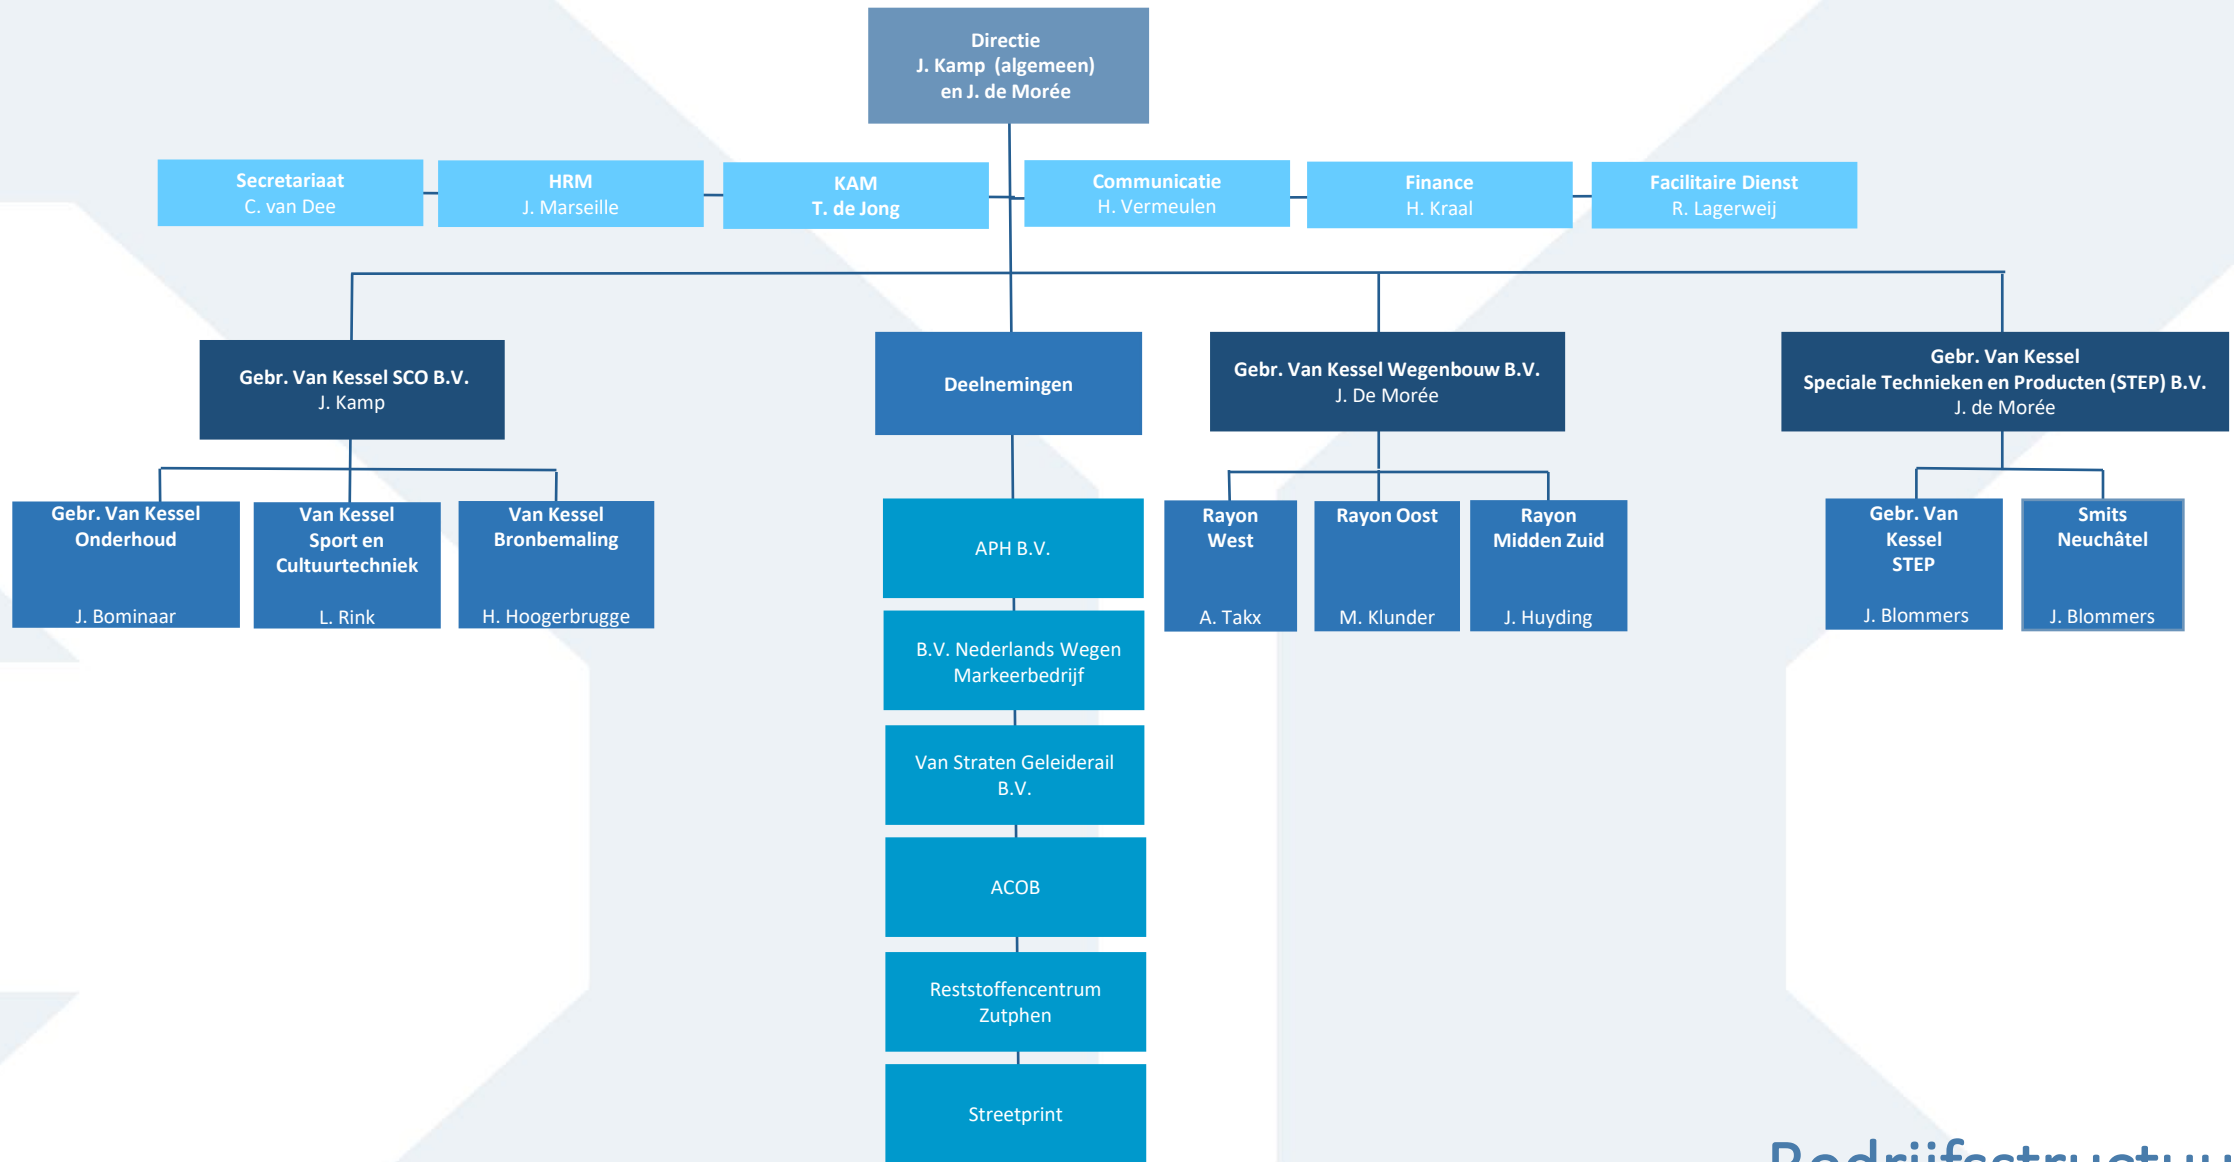 Directie
J. Kamp (algemeen)
en J. de Morée
Secretariaat
C. van Dee
HRM
J. Marseille
KAM
T. de Jong
Communicatie
H. Vermeulen
Finance
H. Kraal
Facilitaire Dienst
R. Lagerweij
Gebr. Van Kessel SCO B.V.
J. Kamp
Deelnemingen
Gebr. Van Kessel Wegenbouw B.V.
J. De Morée
Gebr. Van Kessel
Speciale Technieken en Producten (STEP) B.V.
J. de Morée
Gebr. Van Kessel
Onderhoud
J. Bominaar
Van Kessel
Sport en
Cultuurtechniek
L. Rink
Van Kessel
Bronbemaling
H. Hoogerbrugge
APH B.V.
B.V. Nederlands Wegen
Markeerbedrijf
Van Straten Geleiderail
B.V.
ACOB
Reststoffencentrum
Zutphen
Streetprint
Rayon
West
A. Takx
Rayon Oost
M. Klunder
Rayon
Midden Zuid
J. Huyding
Gebr. Van
Kessel
STEP
J. Blommers
Smits
Neuchâtel
J. Blommers